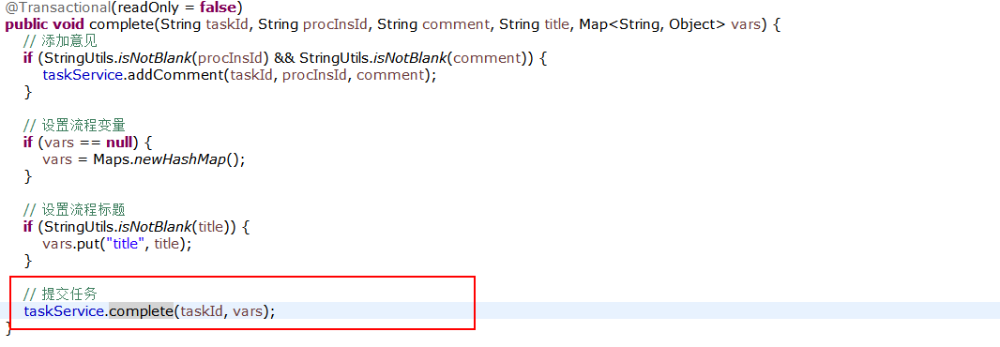 @Transactional(readOnly = false)
public void complete(String taskId, String procInsId, String comment, String title, Map<String, Object> vars) {
// 添加意见
if (StringUtils.isNotBlank(procInsId) && StringUtils.isNotBlank(comment)) {
taskService.addComment(taskId, procInsId, comment);
}
// 设置流程变量
if (vars == null) {
vars = Maps.newHashMap();
}
// 设置流程标题
if (StringUtils.isNotBlank(title)) {
vars.put("title", title);
}
// 提交任务
taskService.complete(taskId, vars);
}